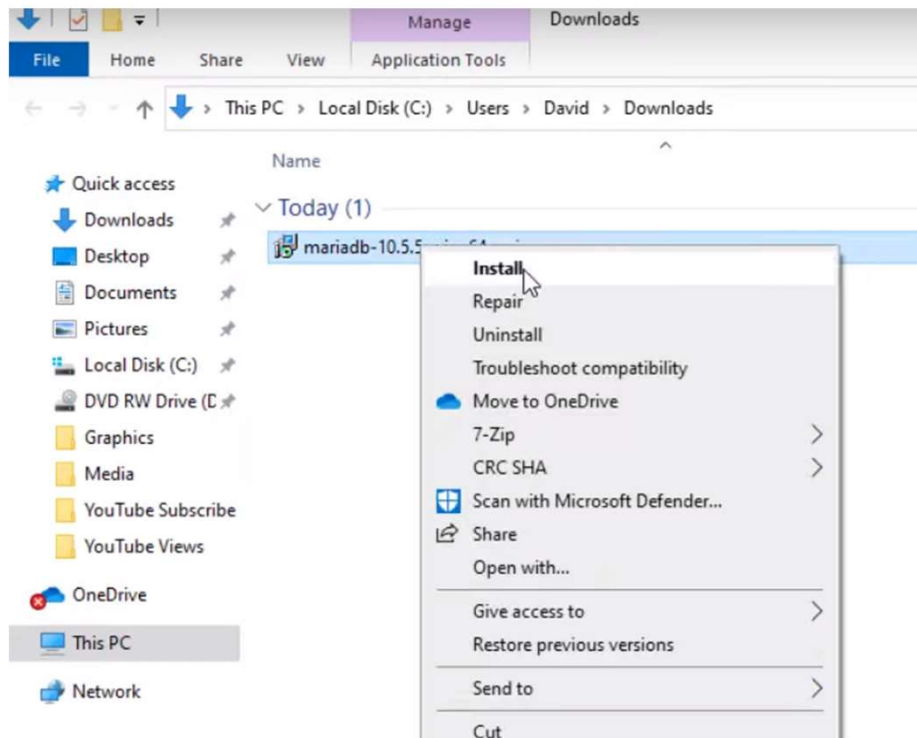 Manage
Downloads
File
Home
Share
View
Application Tools
This PC > Local Disk (C:) > Users > David > Downloads
Name
Quick access
Downloads
Desktop
Documents
Pictures
Local Disk (C:)
DVD RW Drive (D
Graphics
Media
YouTube Subscribe
YouTube Views
OneDrive
This PC
Network
Today (1)
mariadb-10.5.5
Install
Repair
Uninstall
Troubleshoot compatibility
Move to OneDrive
7-Zip
CRC SHA
Scan with Microsoft Defender...
Share
Open with...
Give access to
Restore previous versions
Send to
Cut